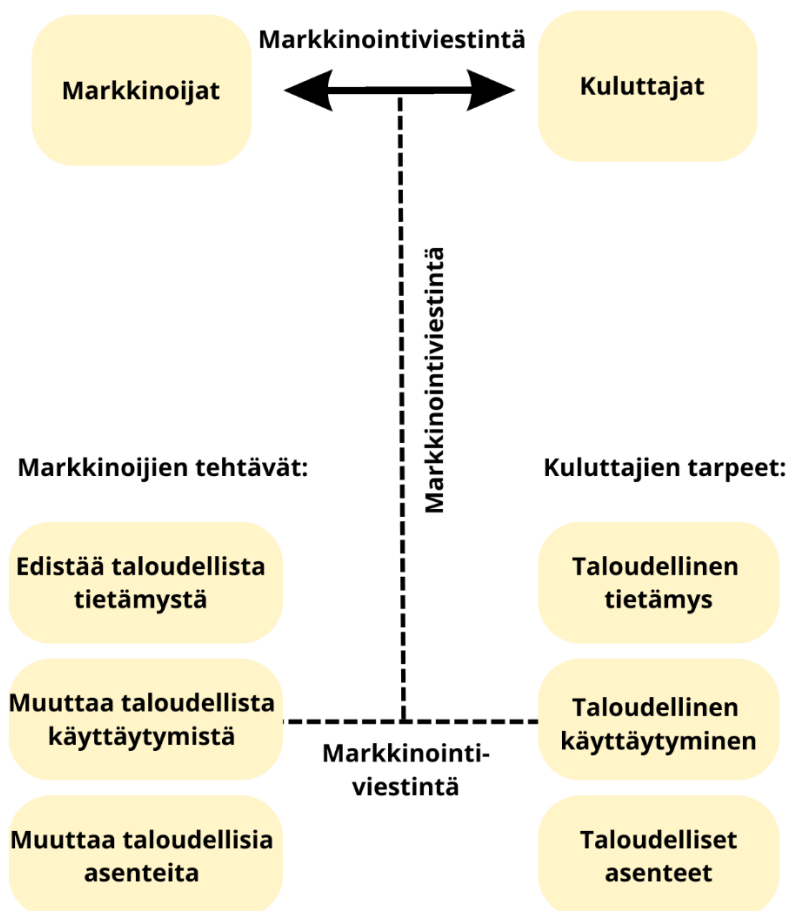 Markkinointiviestintä
Markkinoijat
Kuluttajat
Markkinointiviestintä
Markkinoijien tehtävät:
Kuluttajien tarpeet:
Edistää taloudellista
tietämystä
Taloudellinen
tietämys
Muuttaa taloudellista
käyttäytymistä
Taloudellinen
käyttäytyminen
Markkinointi-
viestintä
Muuttaa taloudellisia
asenteita
Taloudelliset
asenteet